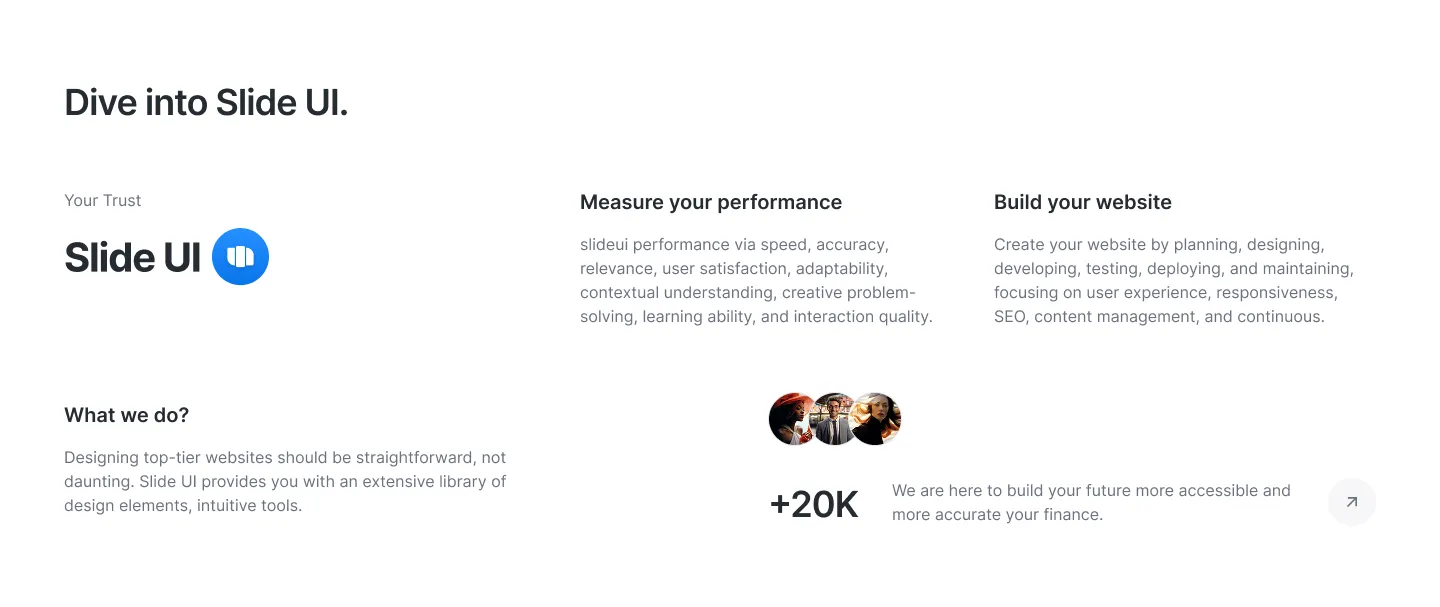 Dive into Slide UI.
Your Trust
Slide UI
Measure your performance
slideui performance via speed, accuracy,
relevance, user satisfaction, adaptability,
contextual understanding, creative problem-
solving, learning ability, and interaction quality.
Build your website
Create your website by planning, designing,
developing, testing, deploying, and maintaining,
focusing on user experience, responsiveness,
SEO, content management, and continuous.
What we do?
Designing top-tier websites should be straightforward, not
daunting. Slide UI provides you with an extensive library of
design elements, intuitive tools.
+20K
We are here to build your future more accessible and
more accurate your finance.